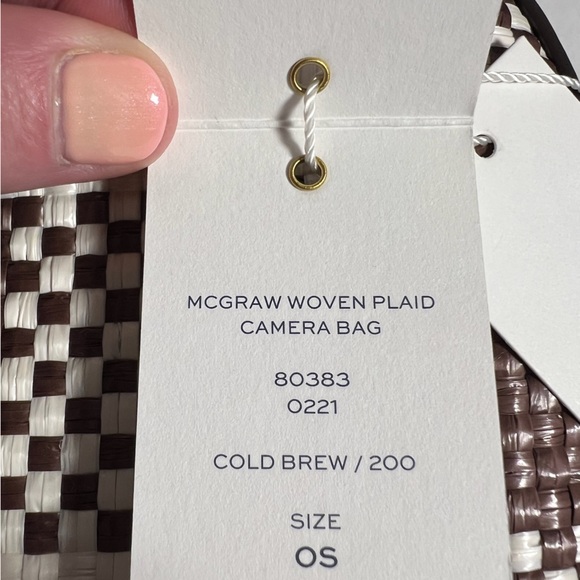 MCGRAW WOVEN PLAID
CAMERA BAG
80383
0221
COLD BREW / 200
SIZE
OS